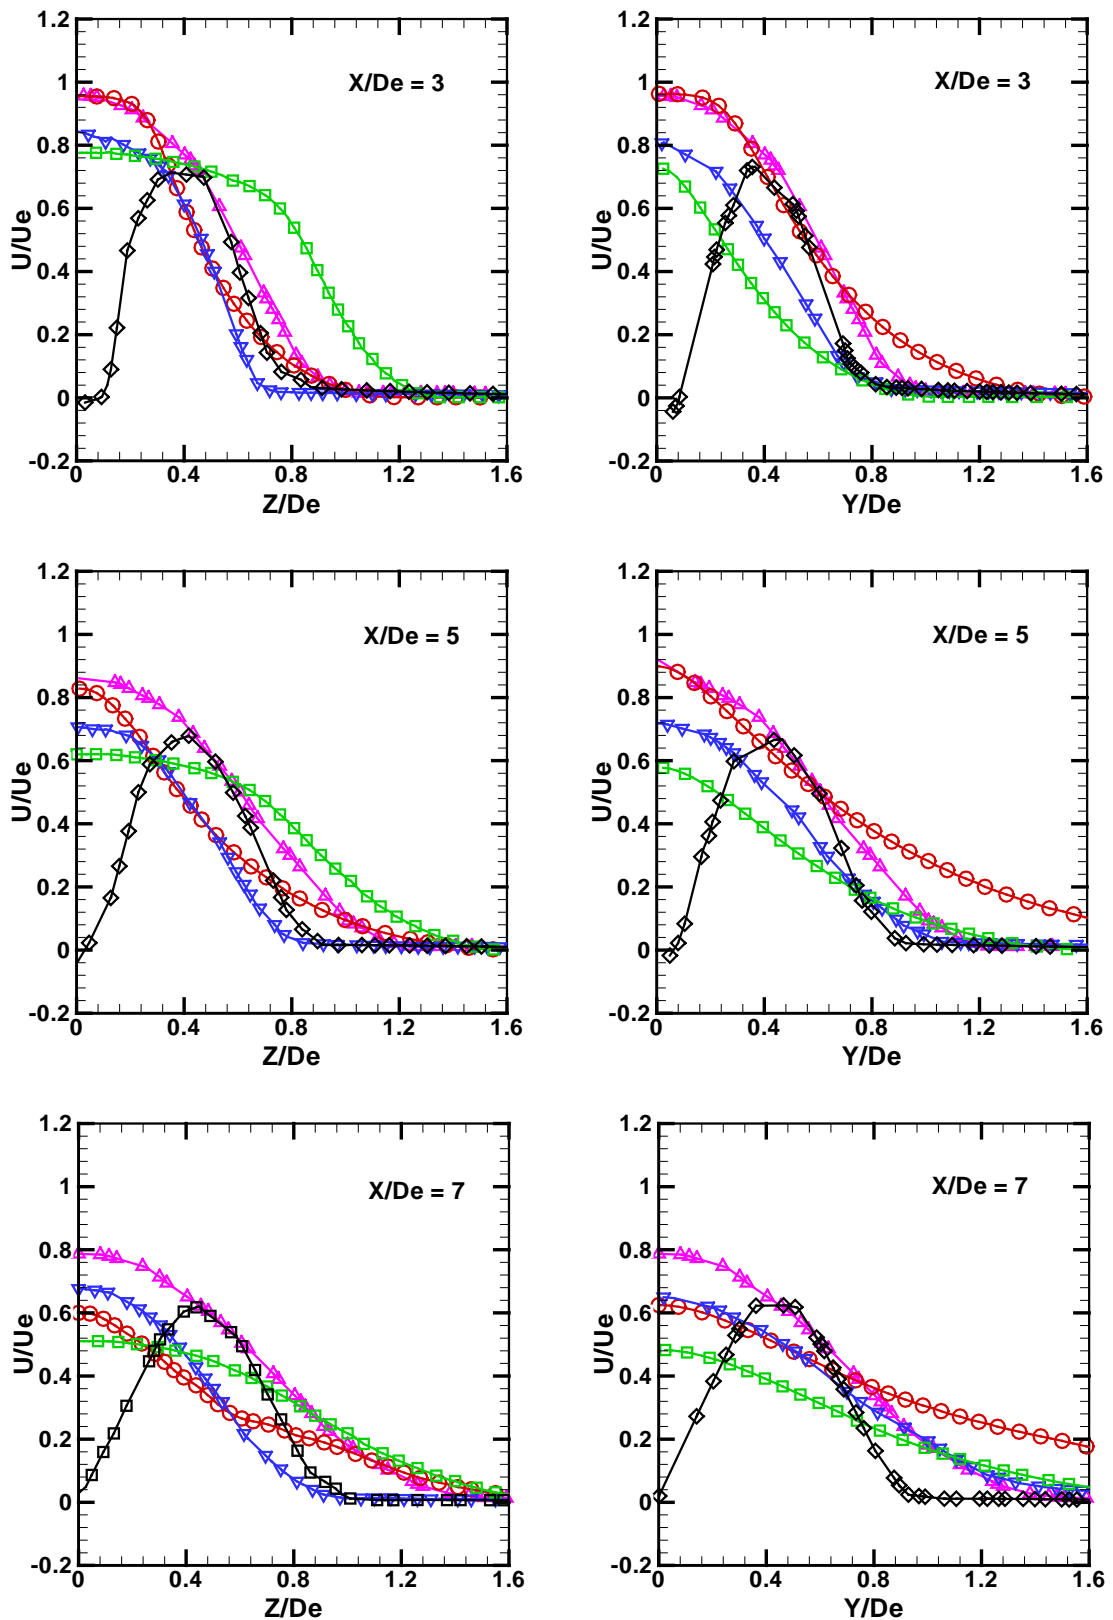 1.2 1.2
1 1
X/De = 3 X/De = 3
0.8 0.8
U/Ue U/Ue
0.6 0.6
0.4 0.4
0.2 0.2
0 0
-0.2 -0.2
0 0.4 0.8 1.2 1.6 0 0.4 0.8 1.2 1.6
Z/De Y/De
1.2 1.2
1 1
X/De = 5 X/De = 5
0.8 0.8
U/Ue U/Ue
0.6 0.6
0.4 0.4
0.2 0.2
0 0
-0.2 -0.2
0 0.4 0.8 1.2 1.6 0 0.4 0.8 1.2 1.6
Z/De Y/De
1.2 1.2
1 1
X/De = 7 X/De = 7
0.8 0.8
U/Ue U/Ue
0.6 0.6
0.4 0.4
0.2 0.2
0 0
-0.2 -0.2
0 0.4 0.8 1.2 1.6 0 0.4 0.8 1.2 1.6
Z/De Y/De